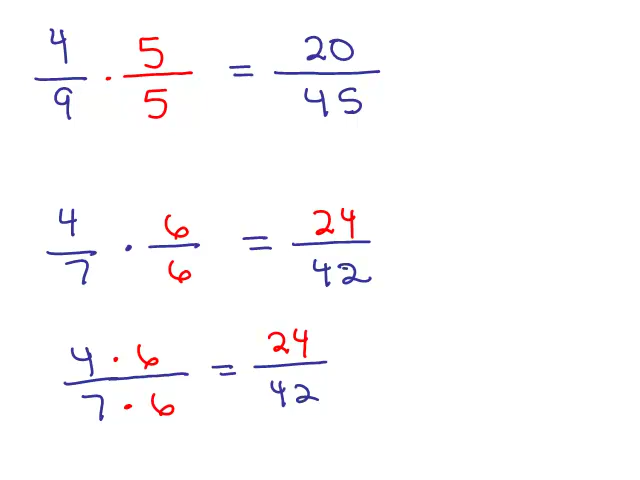 4/9 · 5/5 = 20/45
4/7 · 6/6 = 24/42
4 · 6 / 7 · 6 = 24/42